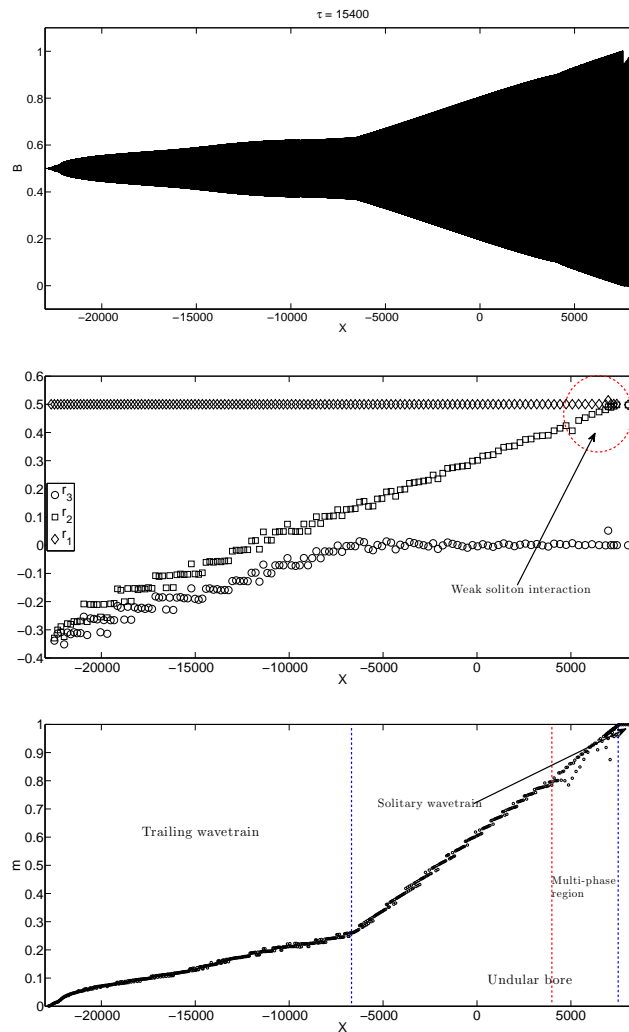 τ = 15400
1
0.8
0.6
0.4
0.2
0
B
−20000 −15000 −10000 −5000 0 5000
X
0.6
0.5
0.4
0.3
0.2
0.1
0
−0.1
−0.2
−0.3
−0.4
r3
r2
r1
Weak soliton interaction
−20000 −15000 −10000 −5000 0 5000
X
1
0.9
0.8
0.7
0.6
0.5
0.4
0.3
0.2
0.1
0
m
Solitary wavetrain
Trailing wavetrain
Multi-phase
region
Undular bore
−20000 −15000 −10000 −5000 0 5000
X